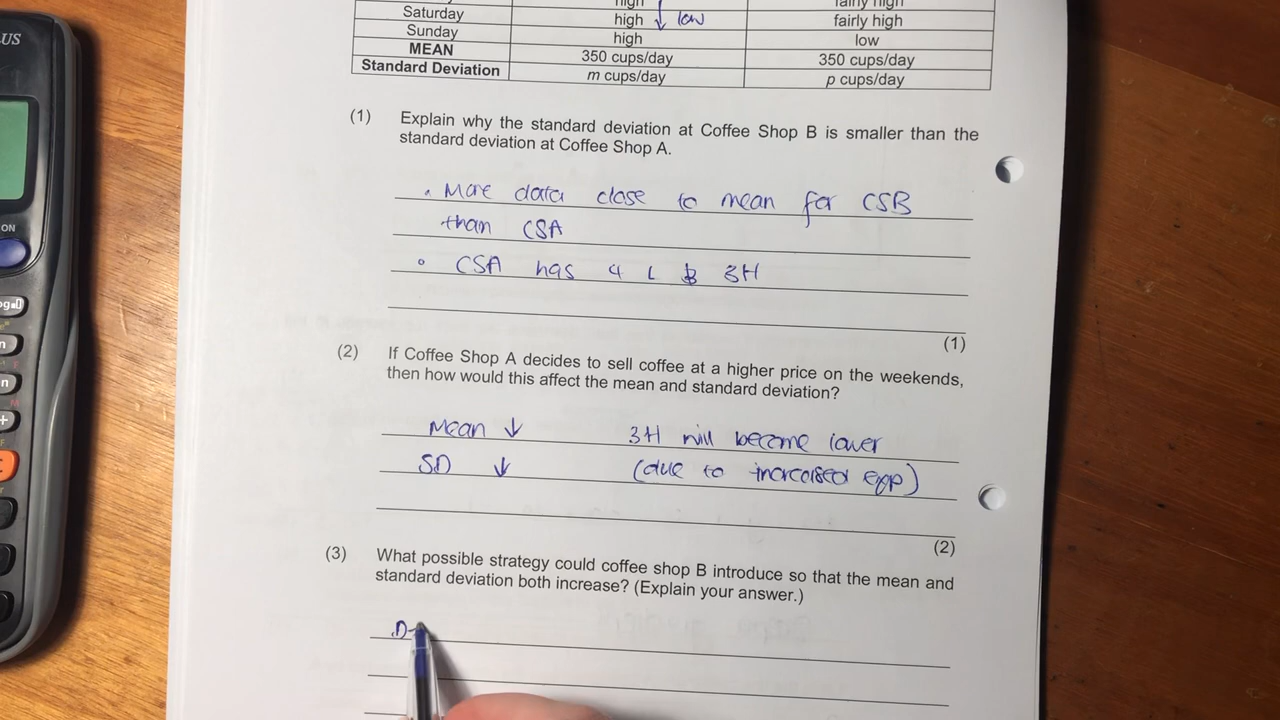 US
high fairly high
Saturday high ↓ low fairly high
Sunday high low
MEAN 350 cups/day 350 cups/day
Standard Deviation m cups/day p cups/day
(1) Explain why the standard deviation at Coffee Shop B is smaller than the
standard deviation at Coffee Shop A.
• More data close to mean for CSB
than CSA
• CSA has 4 L & 3H
(1)
(2) If Coffee Shop A decides to sell coffee at a higher price on the weekends,
then how would this affect the mean and standard deviation?
Mean ↓ 3H will become lower
SD ↓ (due to increased
(2)
(3) What possible strategy could coffee shop B introduce so that the mean and
standard deviation both increase? (Explain your answer.)
ON